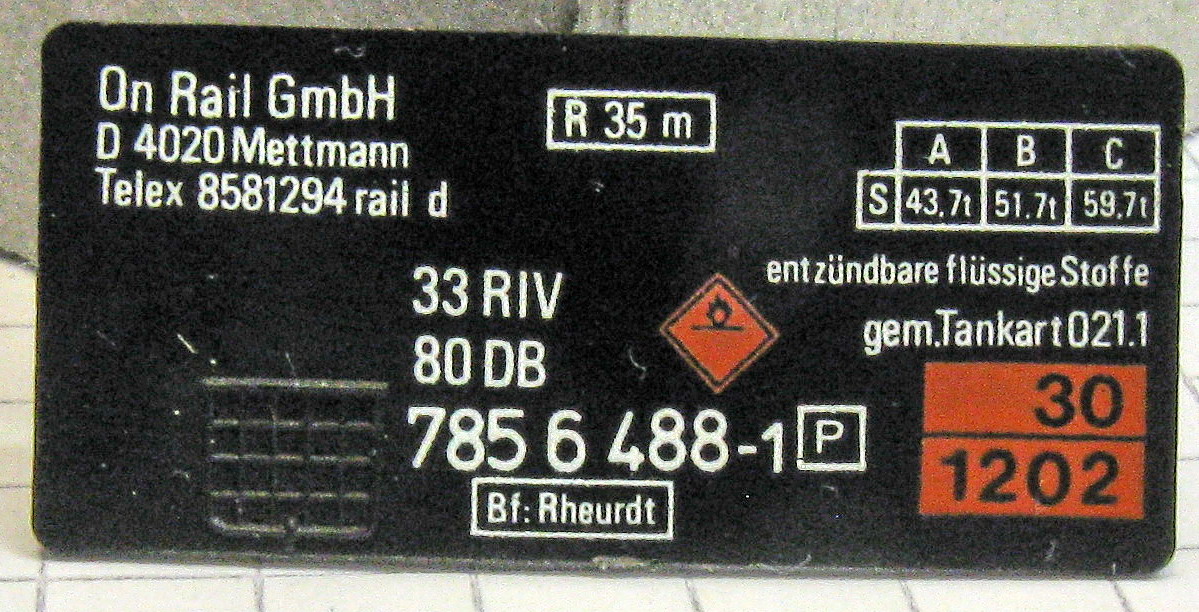 On Rail GmbH
D 4020 Mettmann
Telex 8581294 rail d
R 35 m
A B C
S 43.7t 51.7t 59.7t
entzündbare flüssige Stoffe
gem.Tankart 021.1
33 RIV
80 DB
785 6 488-1 P
Bf: Rheurdt
30
1202